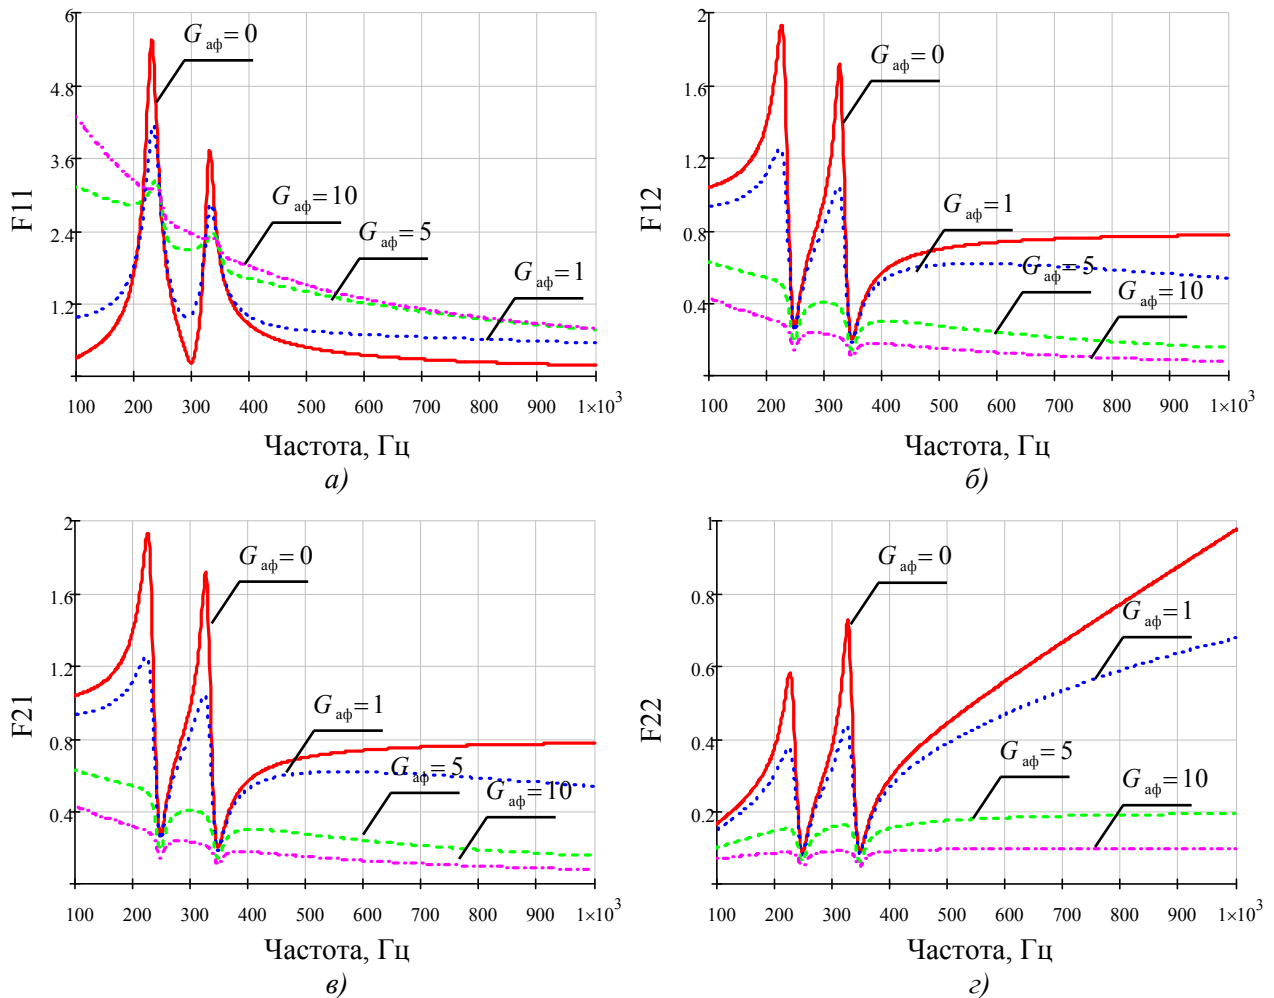 6
4.8
3.6
2.4
1.2
F11
G аф= 0
G аф= 10
G аф= 5
G аф= 1
100 200 300 400 500 600 700 800 900 1×10³
Частота, Гц
а)
2
1.6
1.2
0.8
0.4
F12
G аф= 0
G аф= 1
G аф= 5
G аф= 10
100 200 300 400 500 600 700 800 900 1×10³
Частота, Гц
б)
2
1.6
1.2
0.8
0.4
F21
G аф= 0
G аф= 1
G аф= 5
G аф= 10
100 200 300 400 500 600 700 800 900 1×10³
Частота, Гц
в)
1
0.8
0.6
0.4
0.2
F22
G аф= 0
G аф= 1
G аф= 5
G аф= 10
100 200 300 400 500 600 700 800 900 1×10³
Частота, Гц
г)